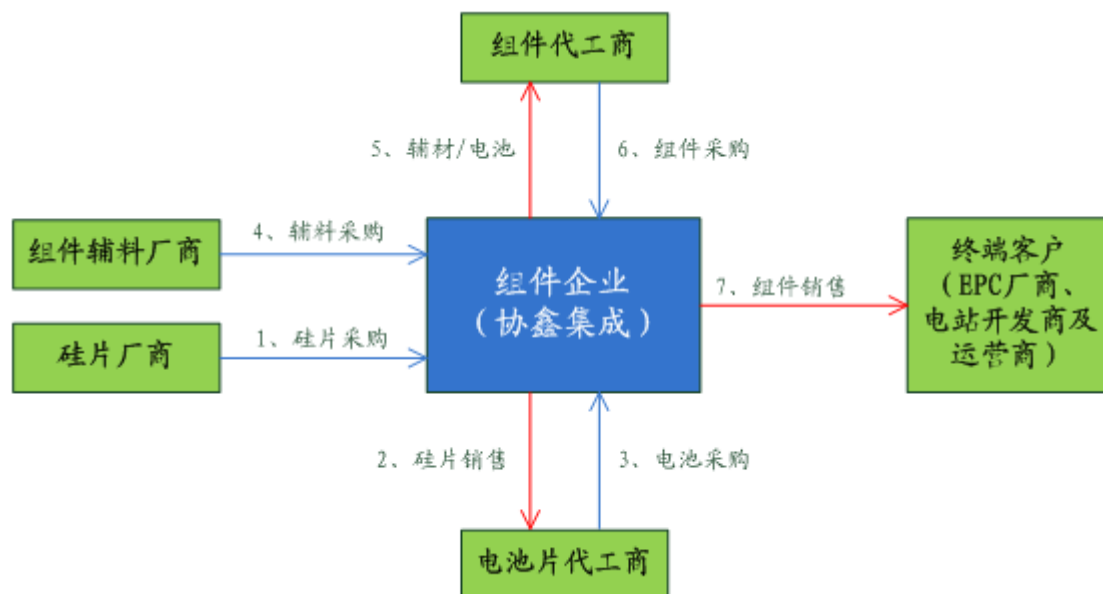 组件代工商
5、辅材/电池
6、组件采购
组件辅料厂商
4、辅料采购
硅片厂商
1、硅片采购
组件企业
（协鑫集成）
7、组件销售
终端客户
（EPC厂商、
电站开发商及
运营商）
2、硅片销售
3、电池采购
电池片代工商